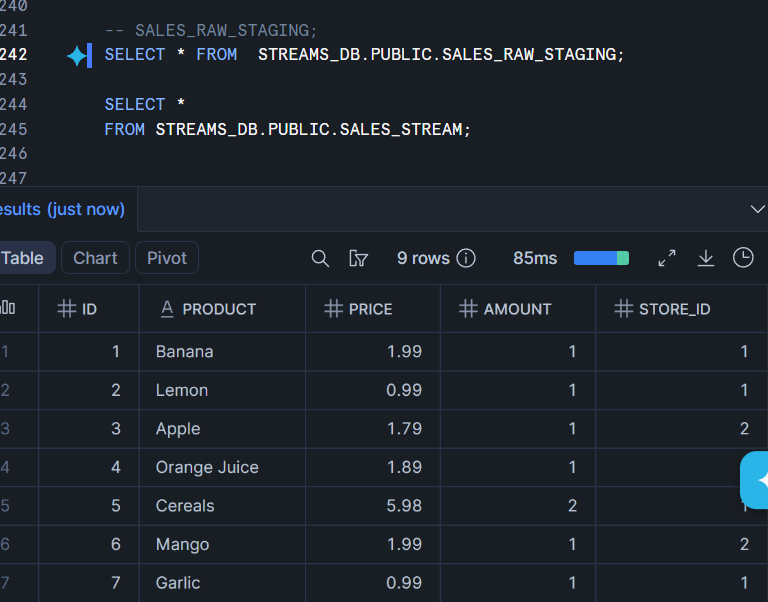 240
241 -- SALES_RAW_STAGING;
242 SELECT * FROM  STREAMS_DB.PUBLIC.SALES_RAW_STAGING;
243
244 SELECT *
245 FROM STREAMS_DB.PUBLIC.SALES_STREAM;
246
247
esults (just now)
Table Chart Pivot 9 rows 85ms
ID PRODUCT PRICE AMOUNT STORE_ID
1 1 Banana 1.99 1 1
2 2 Lemon 0.99 1 1
3 3 Apple 1.79 1 2
4 4 Orange Juice 1.89 1
5 5 Cereals 5.98 2 1
6 6 Mango 1.99 1 2
7 7 Garlic 0.99 1 1